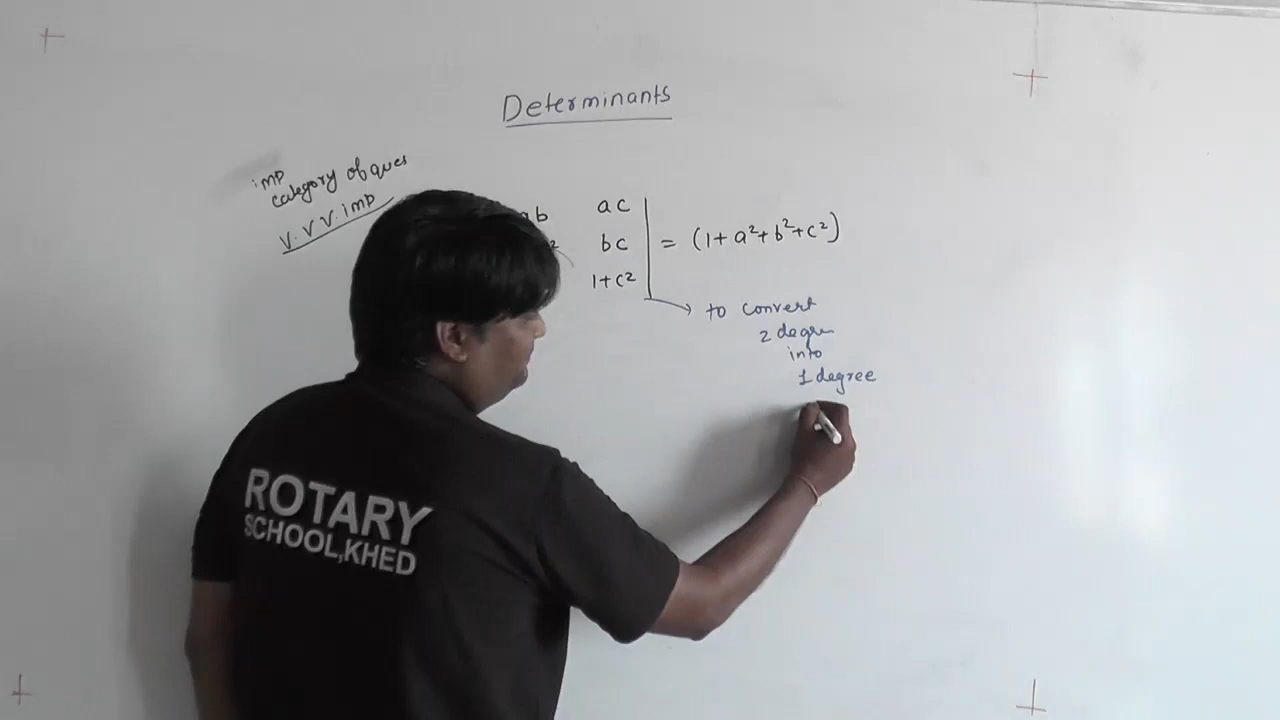 Determinants
imp
category of ques
V.V V. imp
ab ac
bc = (1+a²+b²+c²)
1+c²
to convert
2 degre
into
1 degree
ROTARY
SCHOOL,KHED